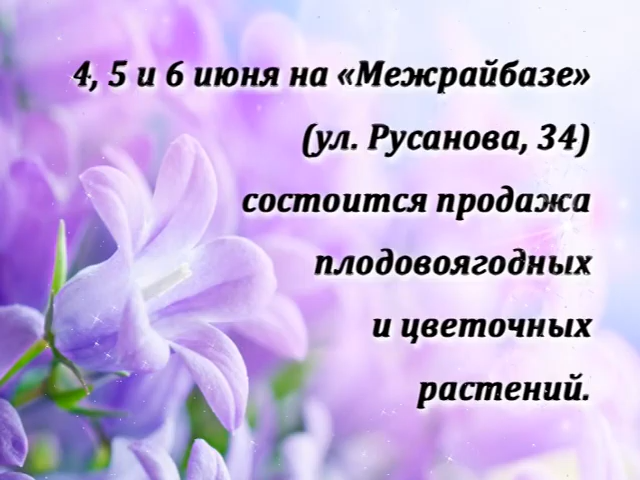 4, 5 и 6 июня на «Межрайбазе»
(ул. Русанова, 34)
состоится продажа
плодовоягодных
и цветочных
растений.